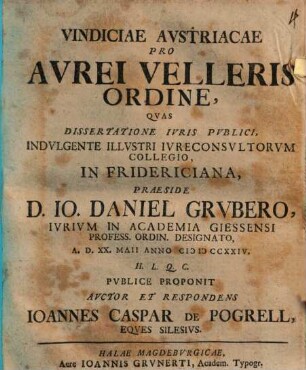 VINDICIAE AVSTRIACAE
PRO
AVREI VELLERIS
ORDINE,
QVAS
DISSERTATIONE IVRIS PVBLICI,
INDVLGENTE ILLVSTRI IVRECONSVLTORVM
COLLEGIO,
IN FRIDERICIANA,
PRAESIDE
D. IO. DANIEL GRVBERO,
IVRIVM IN ACADEMIA GIESSENSI
PROFESS. ORDIN. DESIGNATO,
A. D. XX. MAII ANNO CIƆ IƆ CCXXIV.
H. L. Q. C.
PVBLICE PROPONIT
AVCTOR ET RESPONDENS
IOANNES CASPAR DE POGRELL,
EQVES SILESIVS.
HALAE MAGDEBVRGICAE,
Aere IOANNIS GRVNERTI, Academ. Typogr.